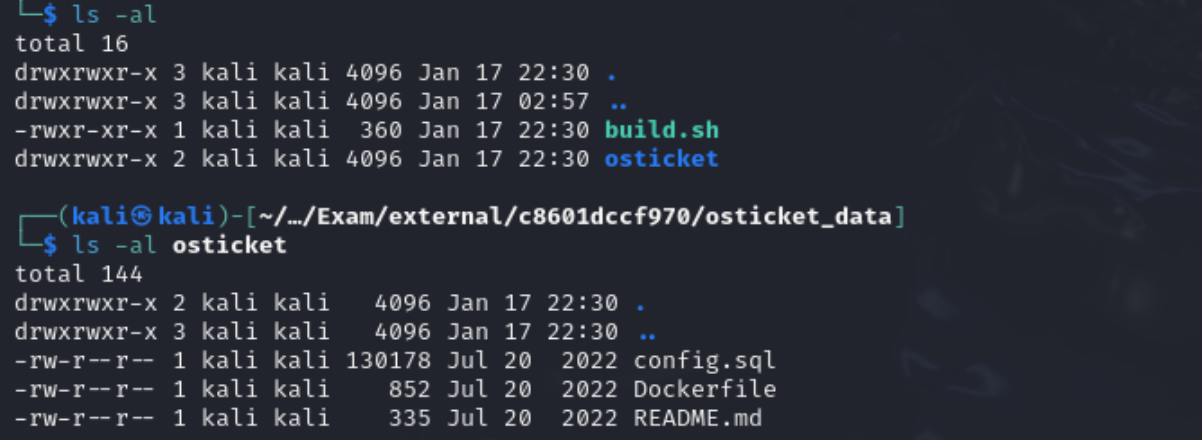 └─$ ls -al
total 16
drwxrwxr-x 3 kali kali 4096 Jan 17 22:30 .
drwxrwxr-x 3 kali kali 4096 Jan 17 02:57 ..
-rwxr-xr-x 1 kali kali  360 Jan 17 22:30 build.sh
drwxrwxr-x 2 kali kali 4096 Jan 17 22:30 osticket
┌──(kali㉿kali)-[~/…/Exam/external/c8601dccf970/osticket_data]
└─$ ls -al osticket
total 144
drwxrwxr-x 2 kali kali   4096 Jan 17 22:30 .
drwxrwxr-x 3 kali kali   4096 Jan 17 22:30 ..
-rw-r--r-- 1 kali kali 130178 Jul 20  2022 config.sql
-rw-r--r-- 1 kali kali    852 Jul 20  2022 Dockerfile
-rw-r--r-- 1 kali kali    335 Jul 20  2022 README.md